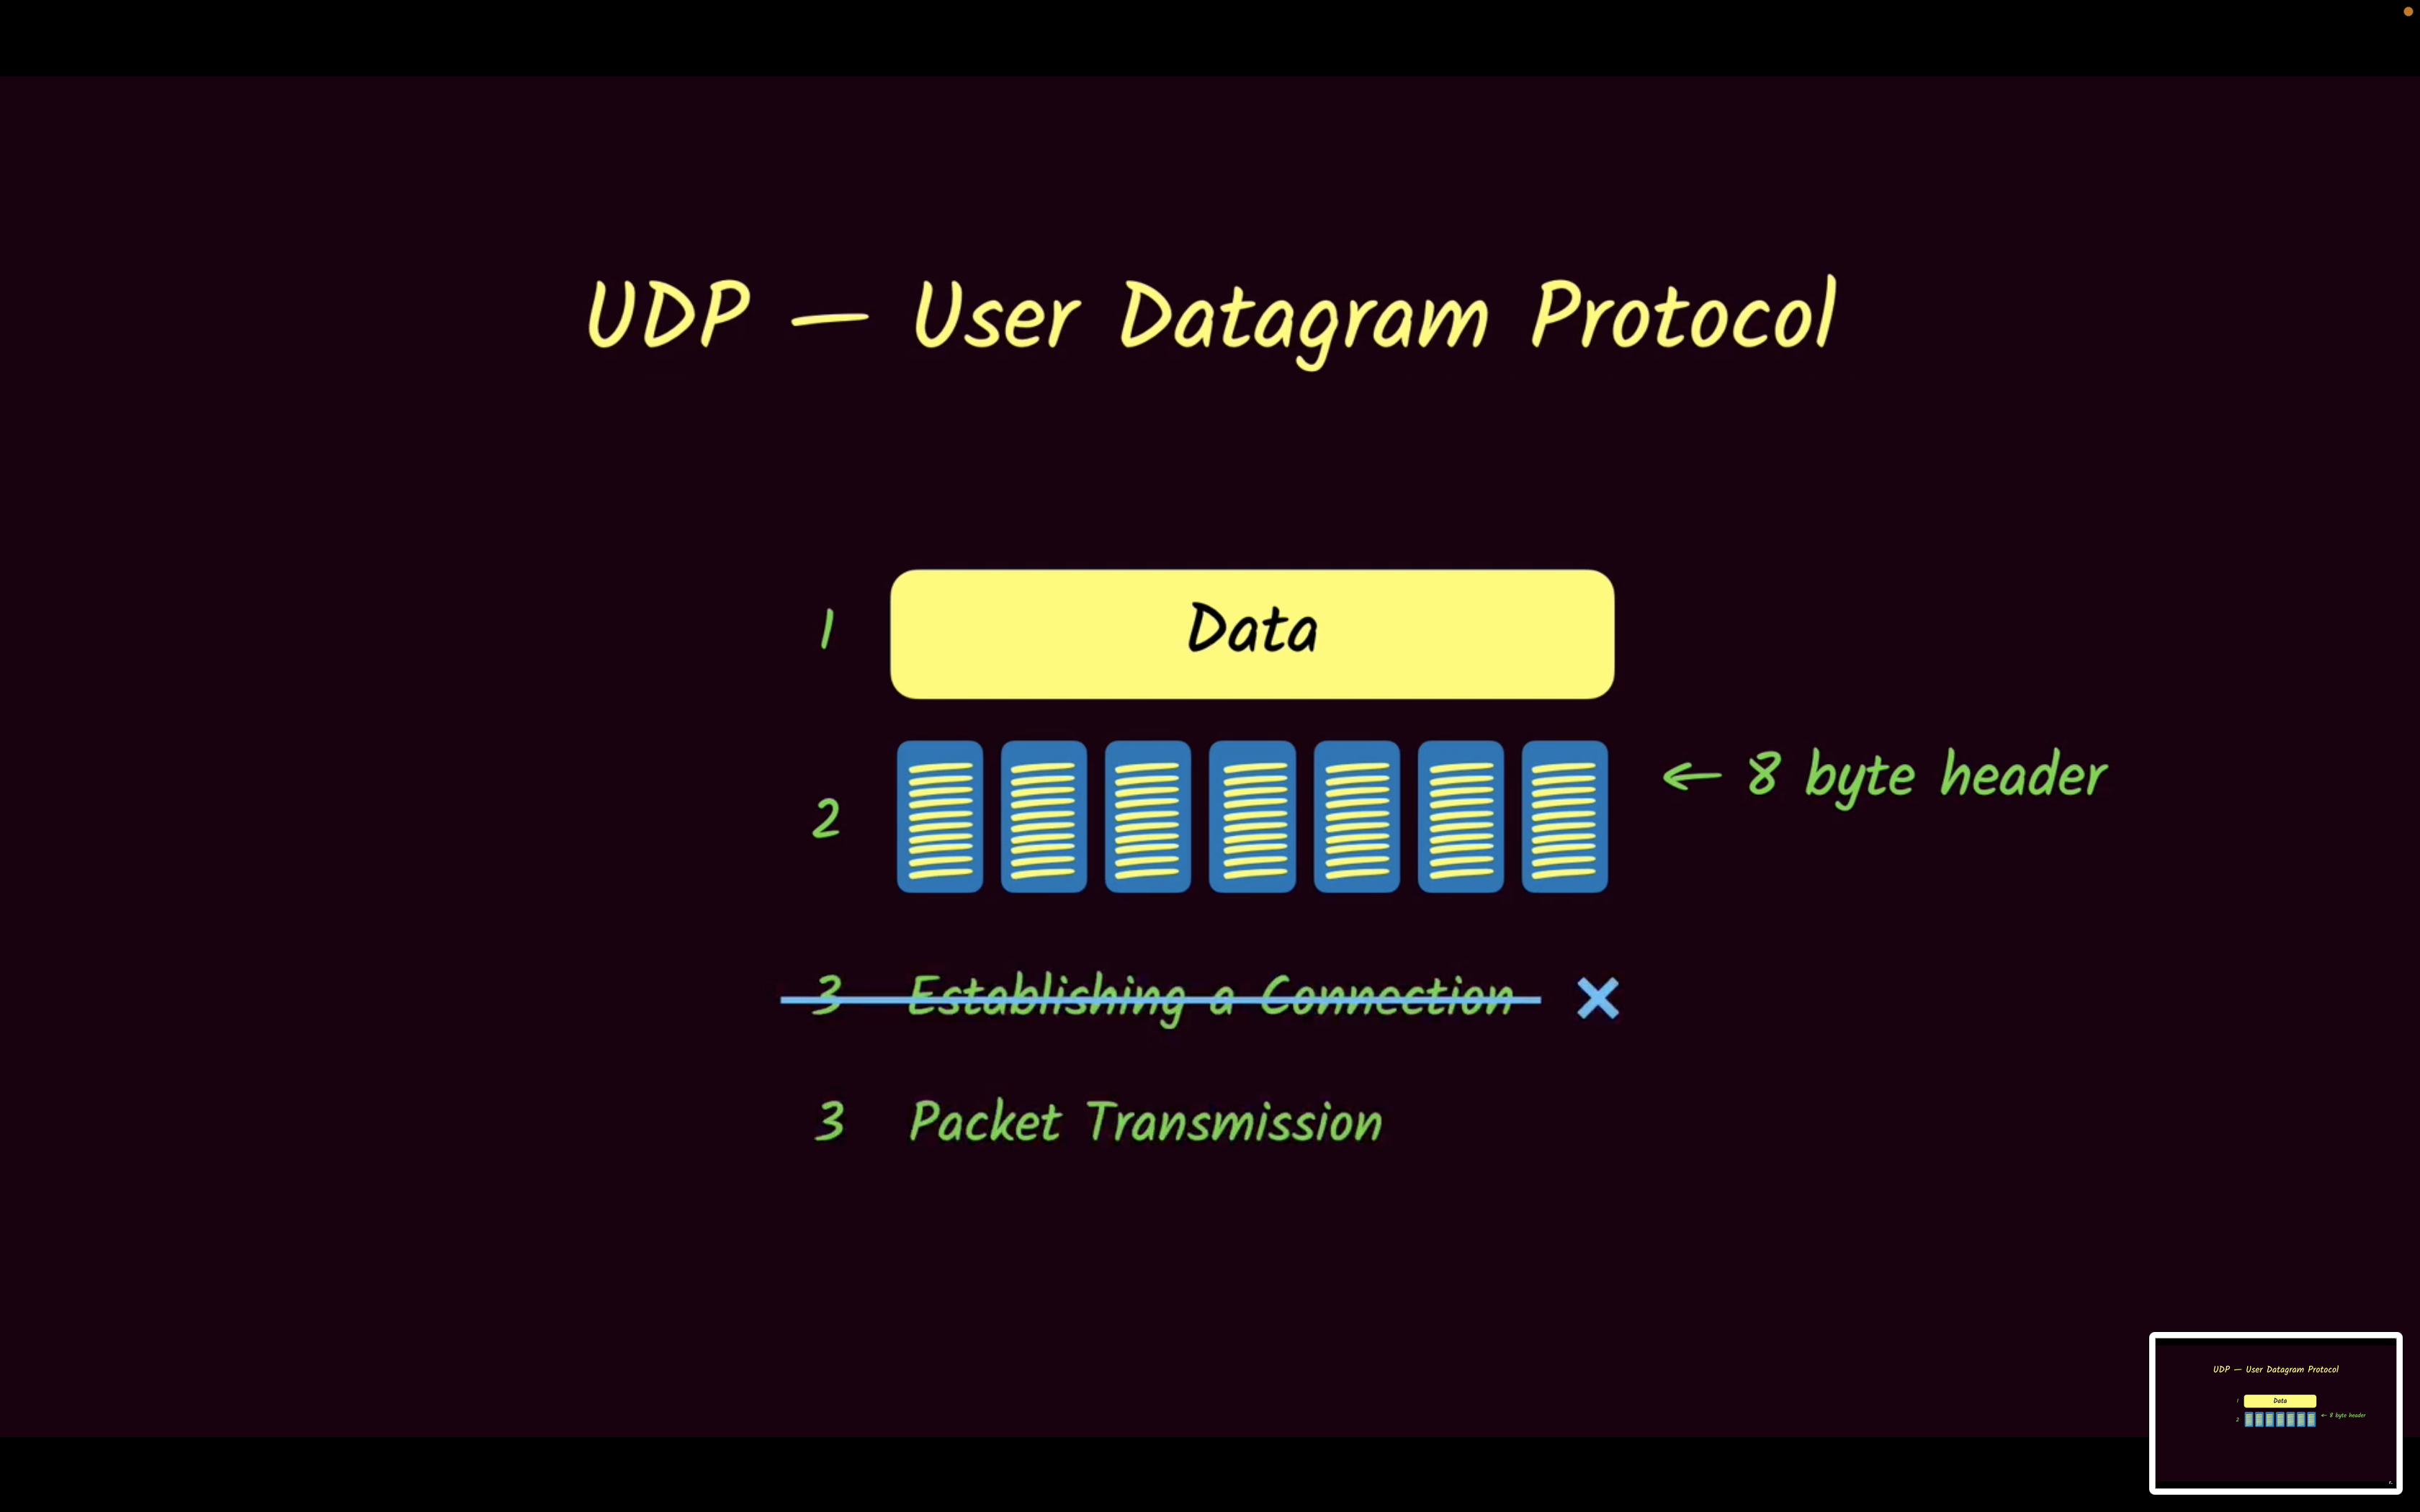 UDP — User Datagram Protocol
1 Data
2 ← 8 byte header
3 Establishing a Connection ×
3 Packet Transmission
UDP — User Datagram Protocol
1 Data
2 ← 8 byte header